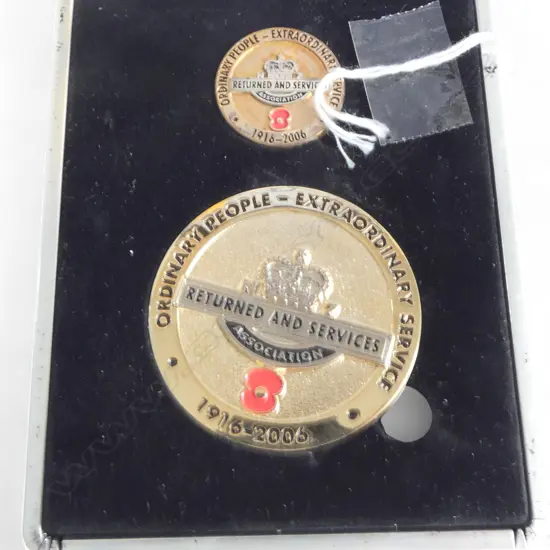 ORDINARY PEOPLE - EXTRAORDINARY SERVICE
RETURNED AND SERVICES
ASSOCIATION
1916-2006
ORDINARY PEOPLE - EXTRAORDINARY SERVICE
RETURNED AND SERVICES
ASSOCIATION
1916-2006